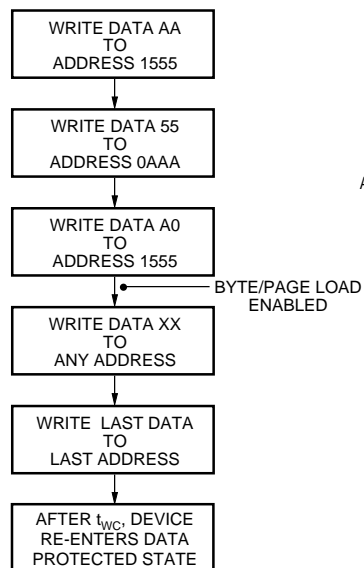 WRITE DATA AA
TO
ADDRESS 1555
WRITE DATA 55
TO
ADDRESS 0AAA
A
WRITE DATA A0
TO
ADDRESS 1555
BYTE/PAGE LOAD
ENABLED
WRITE DATA XX
TO
ANY ADDRESS
WRITE LAST DATA
TO
LAST ADDRESS
AFTER tWC, DEVICE
RE-ENTERS DATA
PROTECTED STATE